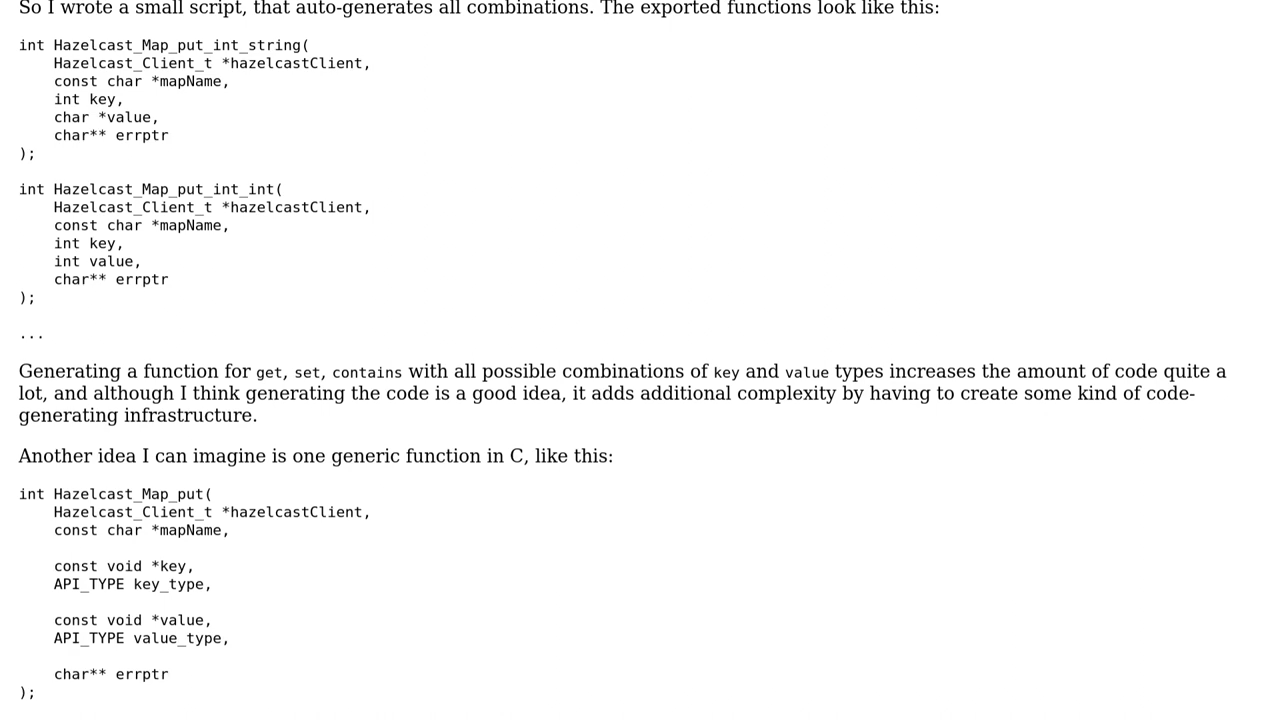 So I wrote a small script, that auto-generates all combinations. The exported functions look like this:
int Hazelcast_Map_put_int_string(
    Hazelcast_Client_t *hazelcastClient,
    const char *mapName,
    int key,
    char *value,
    char** errptr
);
int Hazelcast_Map_put_int_int(
    Hazelcast_Client_t *hazelcastClient,
    const char *mapName,
    int key,
    int value,
    char** errptr
);
...
Generating a function for get, set, contains with all possible combinations of key and value types increases the amount of code quite a
lot, and although I think generating the code is a good idea, it adds additional complexity by having to create some kind of code-
generating infrastructure.
Another idea I can imagine is one generic function in C, like this:
int Hazelcast_Map_put(
    Hazelcast_Client_t *hazelcastClient,
    const char *mapName,
    const void *key,
    API_TYPE key_type,
    const void *value,
    API_TYPE value_type,
    char** errptr
);